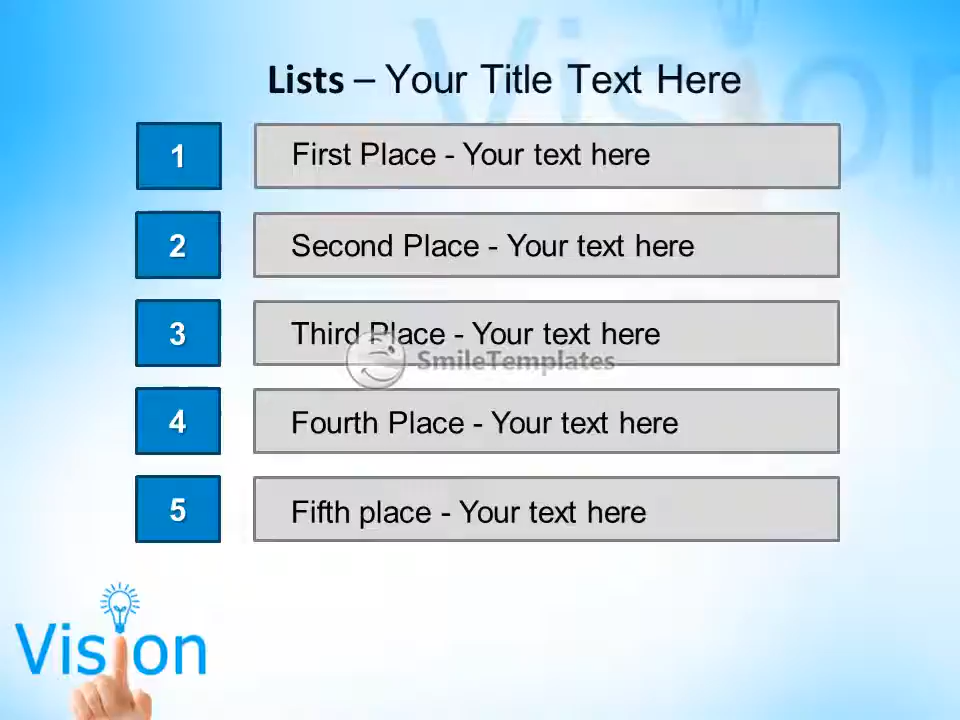 Vision
Lists – Your Title Text Here
1 First Place - Your text here
2 Second Place - Your text here
3 Third Place - Your text here
SmileTemplates
4 Fourth Place - Your text here
5 Fifth place - Your text here
Vision